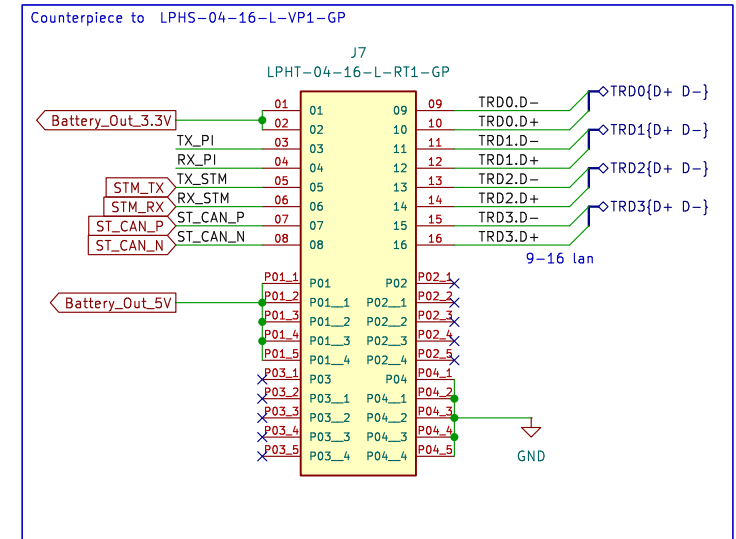 Counterpiece to LPHS-04-16-L-VP1-GP
J7
LPHT-04-16-L-RT1-GP
01 01 09 09 TRD0.D- TRD0{D+ D-}
Battery_Out_3.3V 02 02 10 10 TRD0.D+
TX_PI 03 03 11 11 TRD1.D- TRD1{D+ D-}
RX_PI 04 04 12 12 TRD1.D+
STM_TX TX_STM 05 05 13 13 TRD2.D- TRD2{D+ D-}
STM_RX RX_STM 06 06 14 14 TRD2.D+
ST_CAN_P ST_CAN_P 07 07 15 15 TRD3.D- TRD3{D+ D-}
ST_CAN_N ST_CAN_N 08 08 16 16 TRD3.D+
9-16 lan
P01_1 P01 P02 P02_1
Battery_Out_5V P01_2 P01__1 P02__1 P02_2
P01_3 P01__2 P02__2 P02_3
P01_4 P01__3 P02__3 P02_4
P01_5 P01__4 P02__4 P02_5
P03_1 P03 P04 P04_1
P03_2 P03__1 P04__1 P04_2
P03_3 P03__2 P04__2 P04_3
P03_4 P03__3 P04__3 P04_4
P03_5 P03__4 P04__4 P04_5
GND